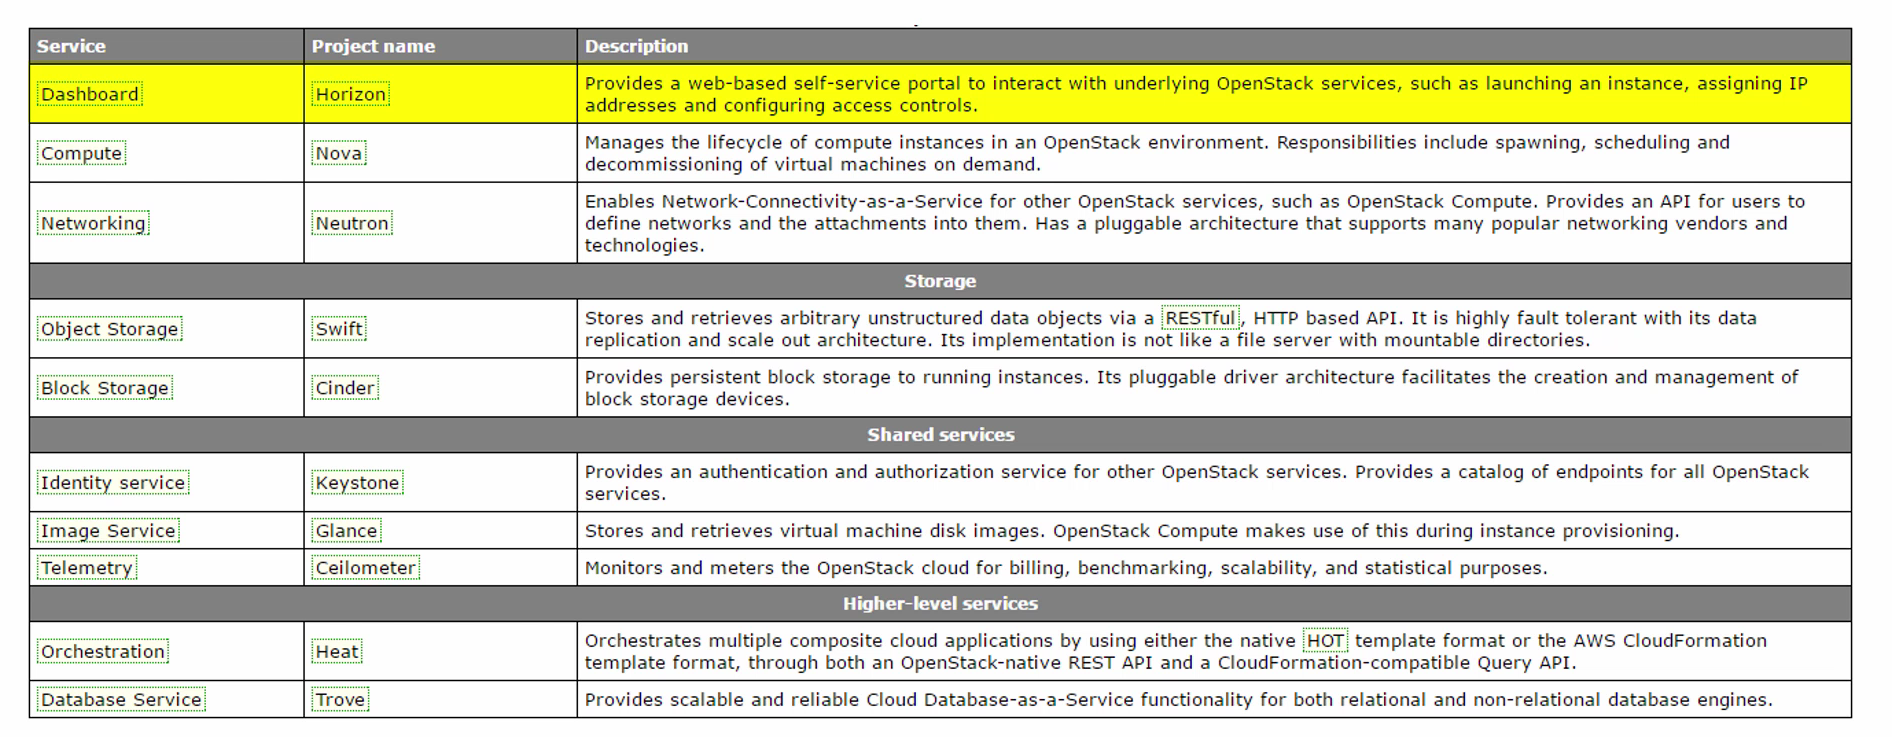 Service Project name Description
Dashboard Horizon Provides a web-based self-service portal to interact with underlying OpenStack services, such as launching an instance, assigning IP
addresses and configuring access controls.
Compute Nova Manages the lifecycle of compute instances in an OpenStack environment. Responsibilities include spawning, scheduling and
decommissioning of virtual machines on demand.
Networking Neutron Enables Network-Connectivity-as-a-Service for other OpenStack services, such as OpenStack Compute. Provides an API for users to
define networks and the attachments into them. Has a pluggable architecture that supports many popular networking vendors and
technologies.
Storage
Object Storage Swift Stores and retrieves arbitrary unstructured data objects via a RESTful, HTTP based API. It is highly fault tolerant with its data
replication and scale out architecture. Its implementation is not like a file server with mountable directories.
Block Storage Cinder Provides persistent block storage to running instances. Its pluggable driver architecture facilitates the creation and management of
block storage devices.
Shared services
Identity service Keystone Provides an authentication and authorization service for other OpenStack services. Provides a catalog of endpoints for all OpenStack
services.
Image Service Glance Stores and retrieves virtual machine disk images. OpenStack Compute makes use of this during instance provisioning.
Telemetry Ceilometer Monitors and meters the OpenStack cloud for billing, benchmarking, scalability, and statistical purposes.
Higher-level services
Orchestration Heat Orchestrates multiple composite cloud applications by using either the native HOT template format or the AWS CloudFormation
template format, through both an OpenStack-native REST API and a CloudFormation-compatible Query API.
Database Service Trove Provides scalable and reliable Cloud Database-as-a-Service functionality for both relational and non-relational database engines.